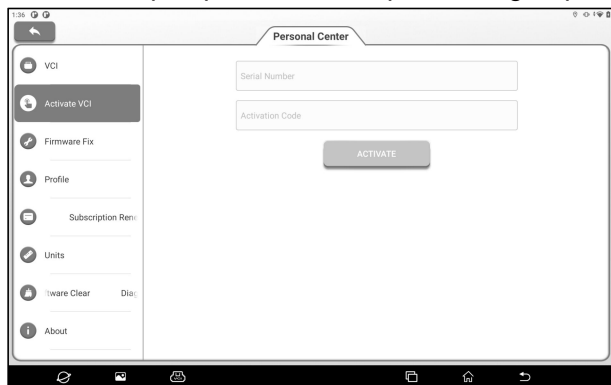 1:36
Personal Center
VCI
Activate VCI
Firmware Fix
Profile
Subscription Rene
Units
tware Clear Diag
About
Serial Number
Activation Code
ACTIVATE